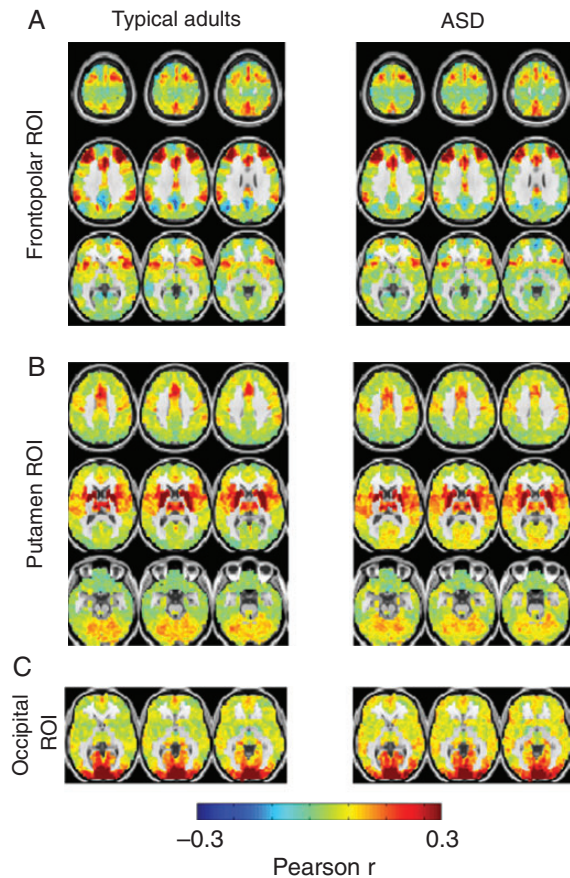 A
Typical adults
ASD
Frontopolar ROI
B
Putamen ROI
C
Occipital
ROI
−0.3
0.3
Pearson r